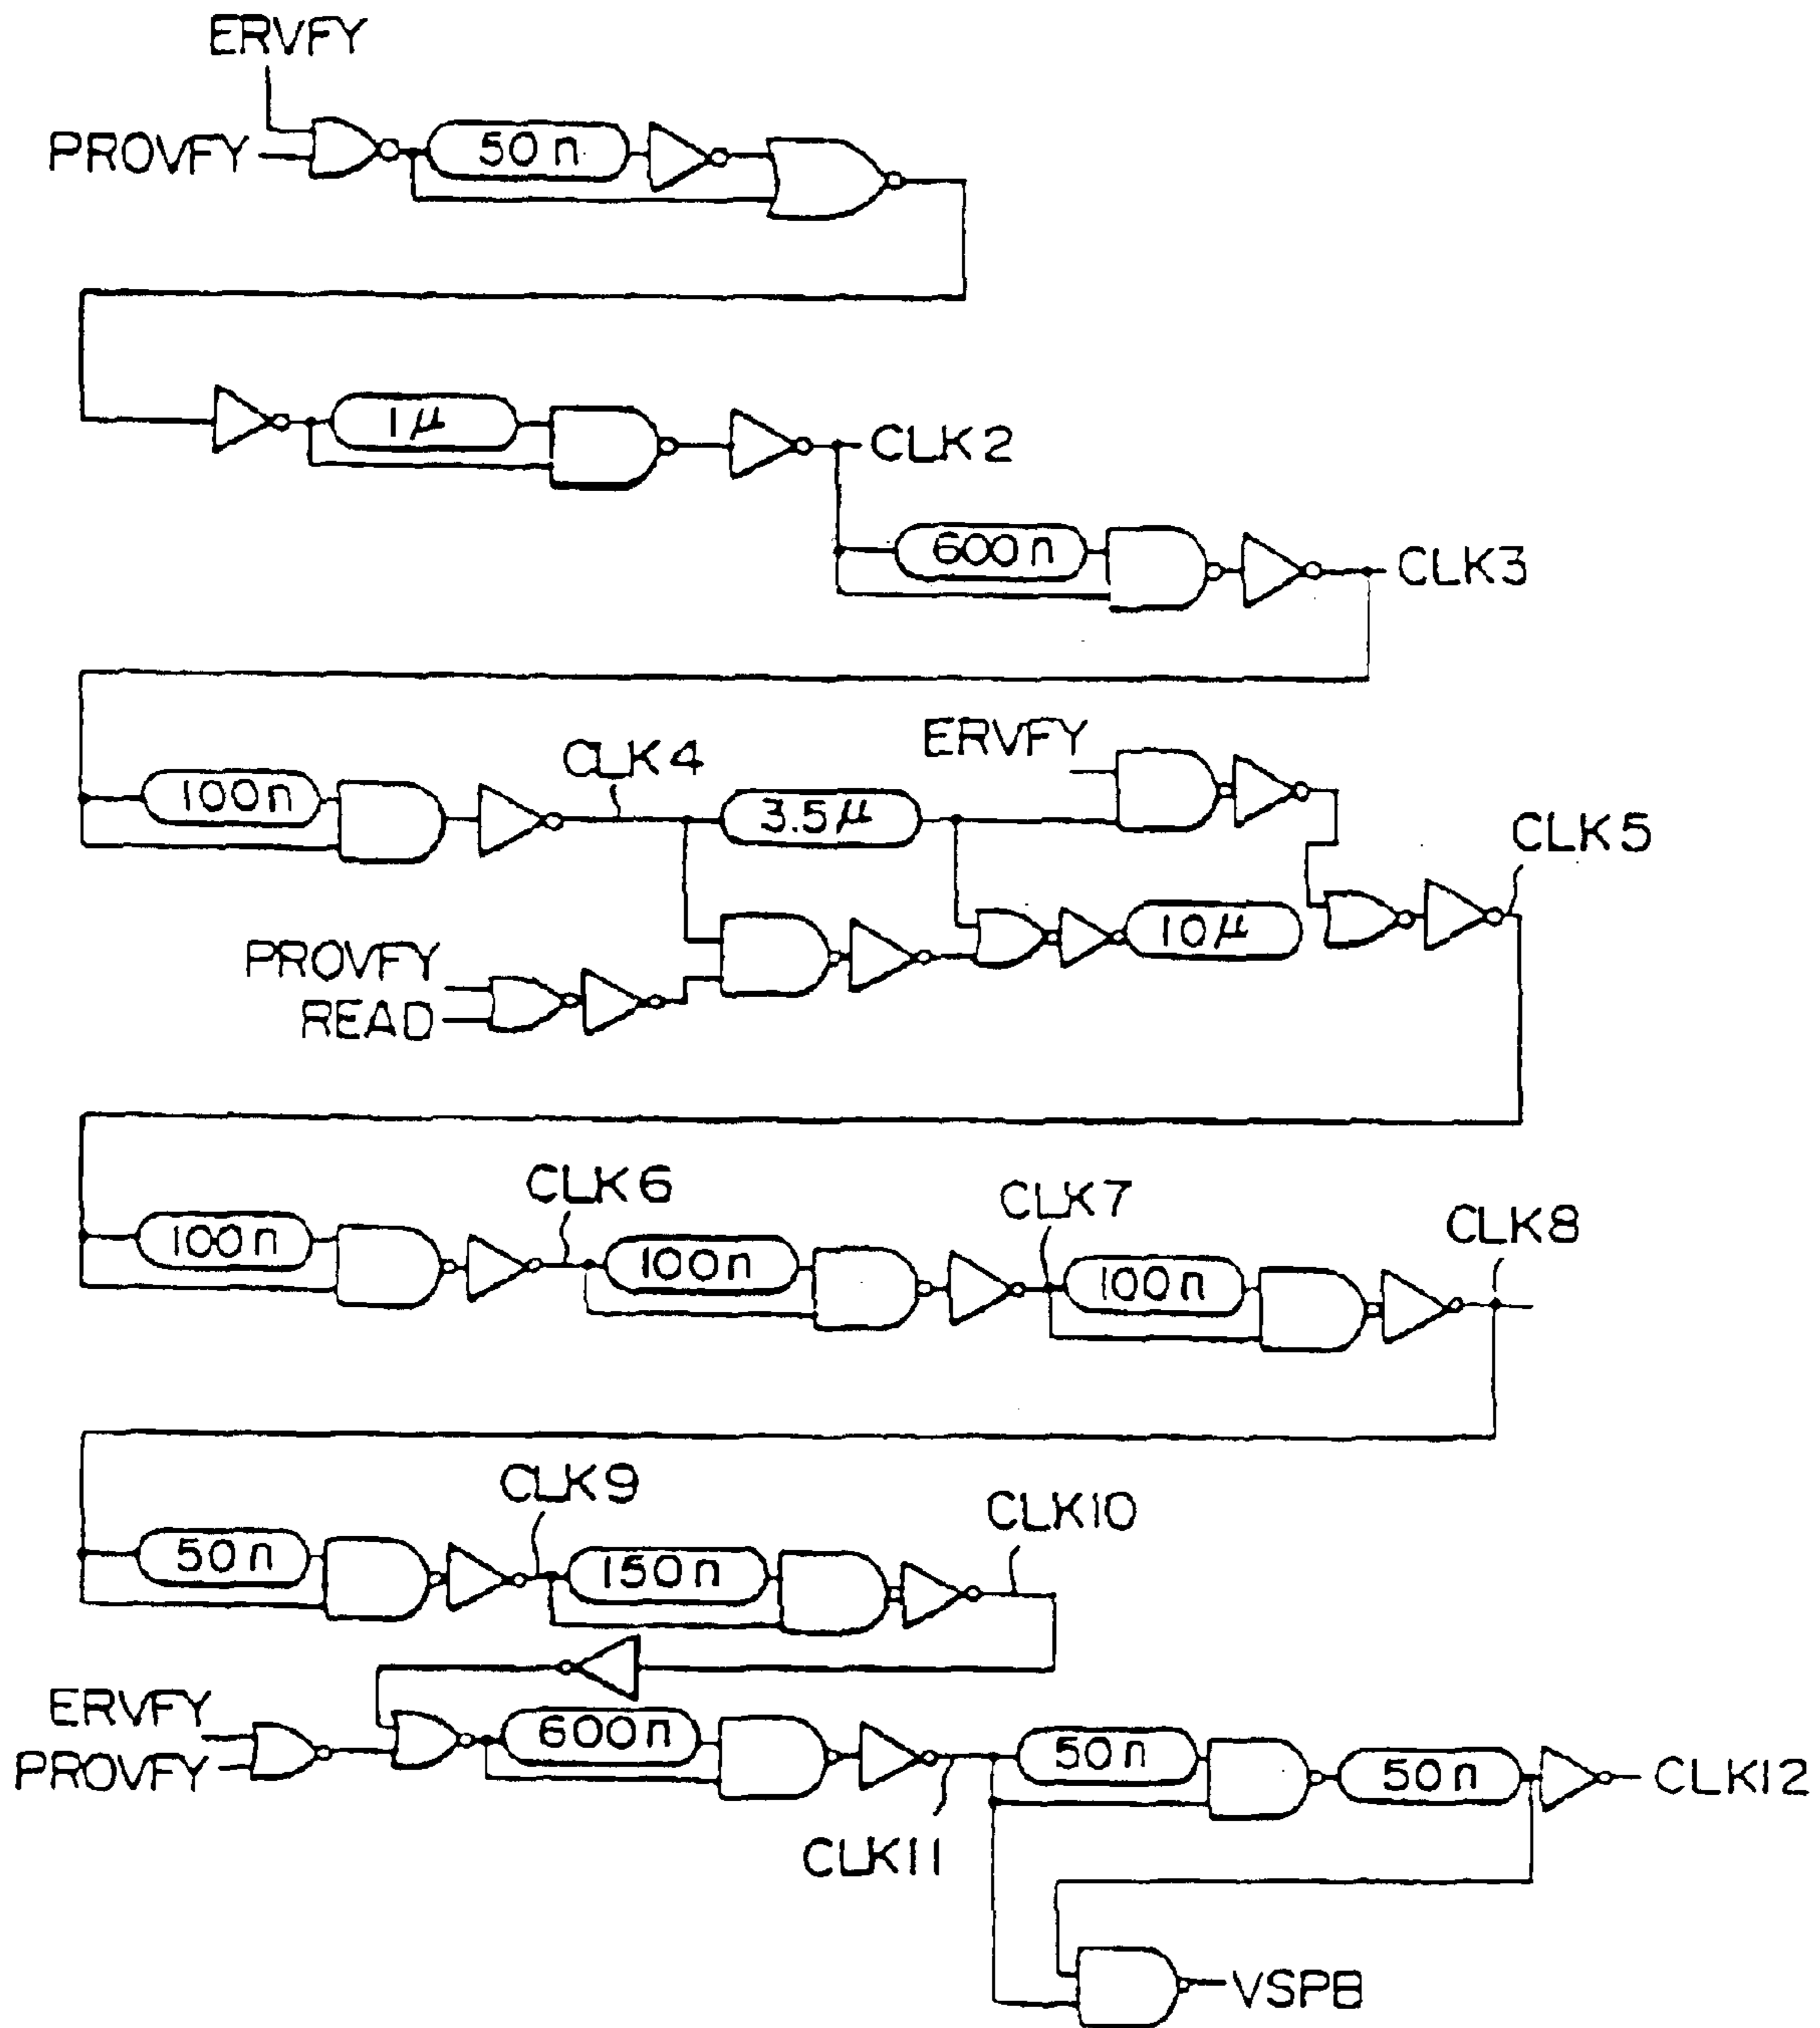 ERVFY
PROVFY
50n
1μ
CLK2
600n
CLK3
ERVFY
CLK4
100n
3.5μ
CLK5
PROVFY
10μ
READ
CLK6
CLK7
CLK8
100n
100n
100n
CLK9
CLK10
50n
150n
ERVFY
PROVFY
600n
50n
50n
CLK12
CLK11
VSPB